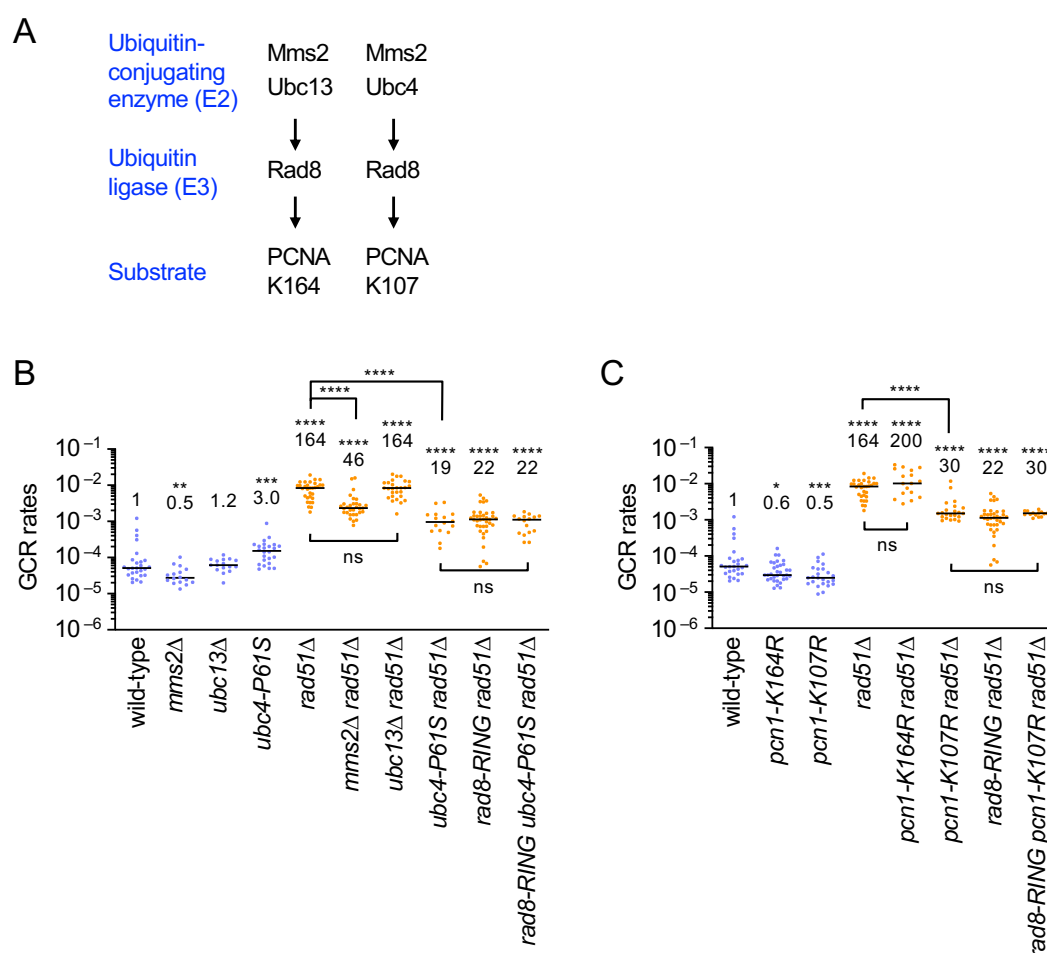 A
Ubiquitin-
conjugating
enzyme (E2)
Mms2
Ubc13
Mms2
Ubc4
Ubiquitin
ligase (E3)
Rad8
Rad8
Substrate
PCNA
K164
PCNA
K107
B
GCR rates
10⁻¹
10⁻²
10⁻³
10⁻⁴
10⁻⁵
10⁻⁶
****
****
1
**
0.5
1.2
***
3.0
****
164
****
46
****
164
****
19
****
22
****
22
ns
ns
wild-type
mms2Δ
ubc13Δ
ubc4-P61S
rad51Δ
mms2Δ rad51Δ
ubc13Δ rad51Δ
ubc4-P61S rad51Δ
rad8-RING rad51Δ
rad8-RING ubc4-P61S rad51Δ
C
GCR rates
10⁻¹
10⁻²
10⁻³
10⁻⁴
10⁻⁵
10⁻�6
****
1
*
0.6
***
0.5
****
164
****
200
****
30
****
22
****
30
ns
ns
wild-type
pcn1-K164R
pcn1-K107R
rad51Δ
pcn1-K164R rad51Δ
pcn1-K107R rad51Δ
rad8-RING rad51Δ
rad8-RING pcn1-K107R rad51Δ